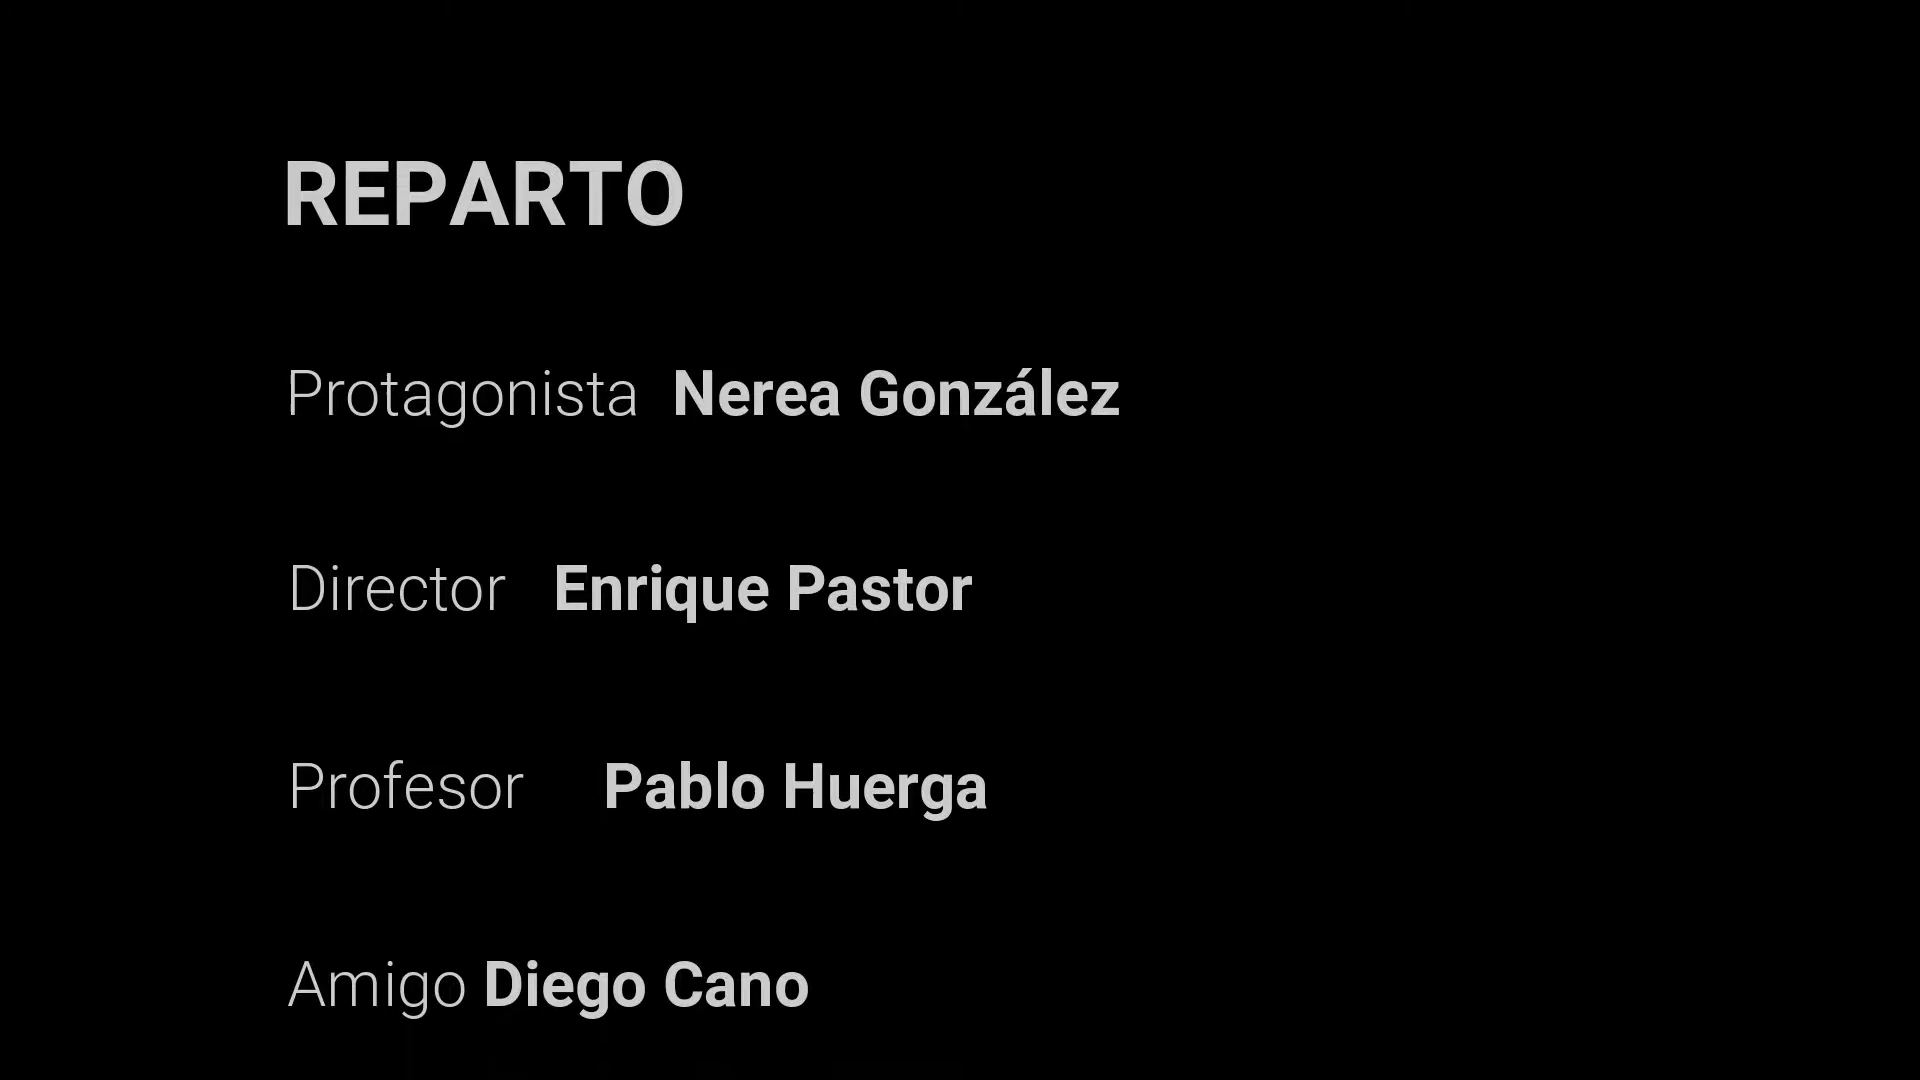 REPARTO
Protagonista Nerea González
Director Enrique Pastor
Profesor Pablo Huerga
Amigo Diego Cano